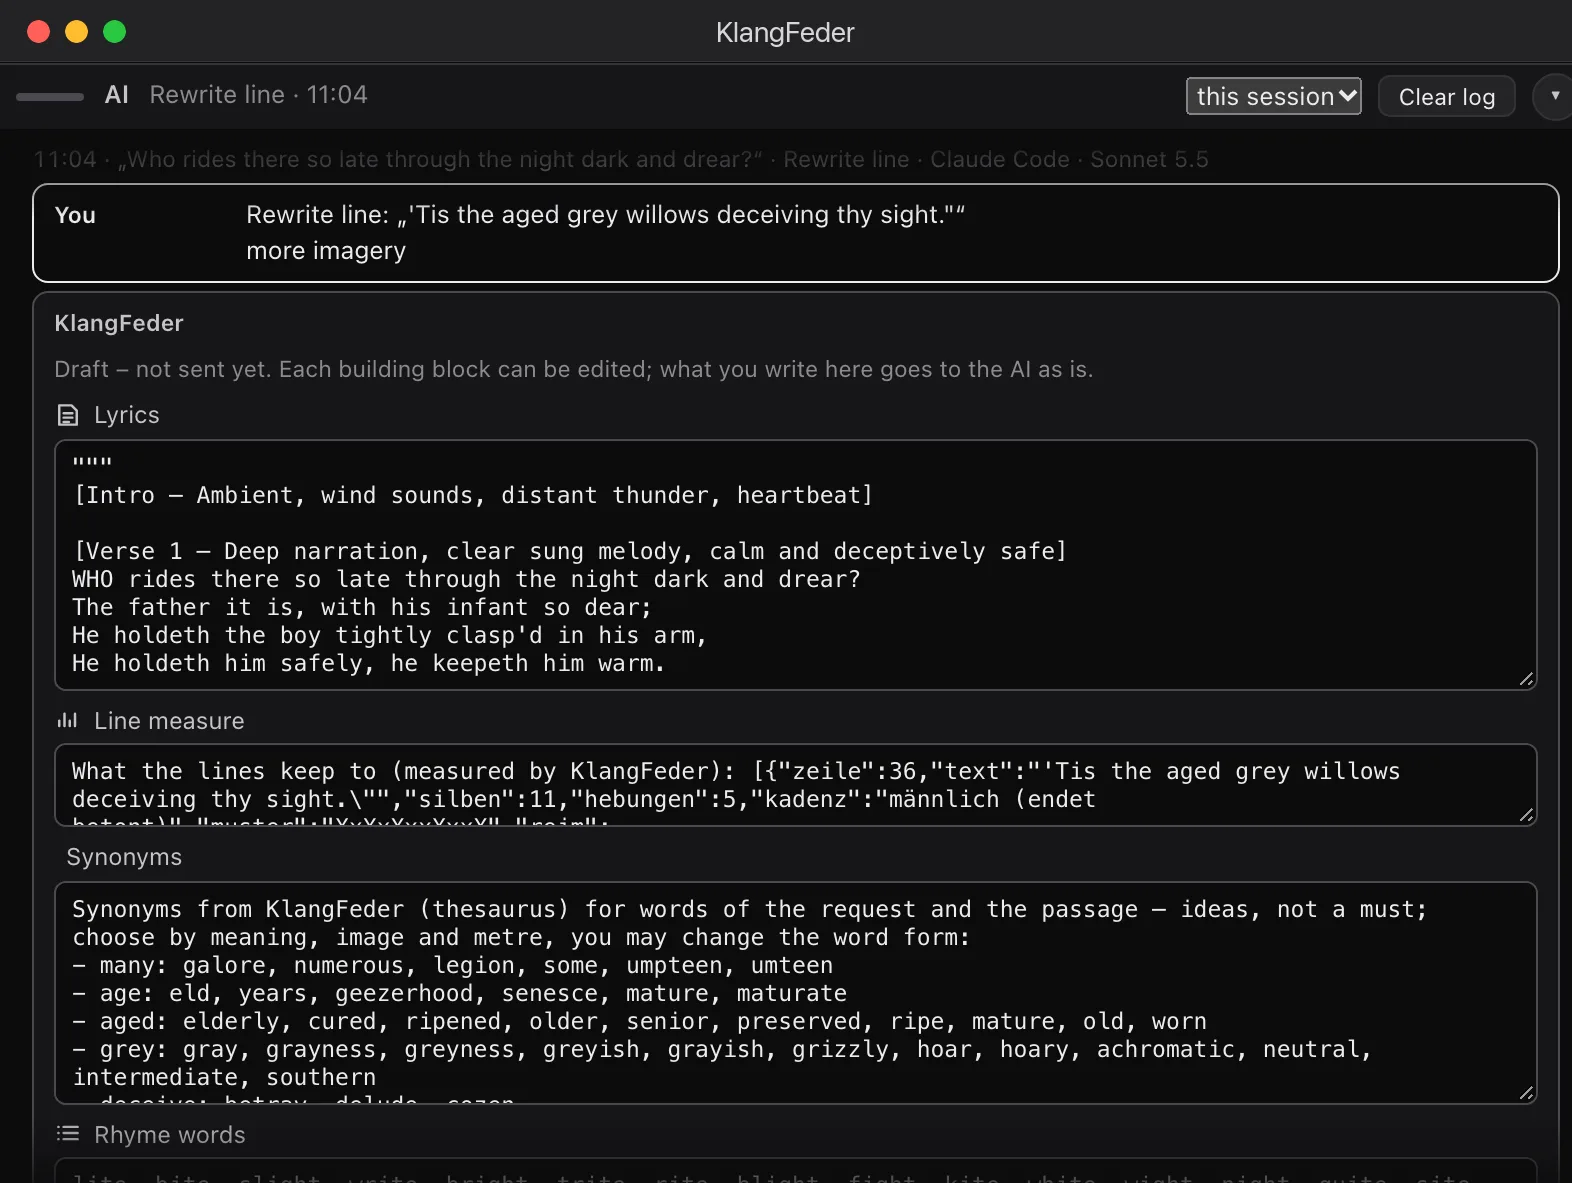 KlangFeder
AI Rewrite line · 11:04 this session Clear log
11:04 · „Who rides there so late through the night dark and drear?“ · Rewrite line · Claude Code · Sonnet 5.5
You Rewrite line: „'Tis the aged grey willows deceiving thy sight."“
more imagery
KlangFeder
Draft – not sent yet. Each building block can be edited; what you write here goes to the AI as is.
Lyrics
"""
[Intro – Ambient, wind sounds, distant thunder, heartbeat]
[Verse 1 – Deep narration, clear sung melody, calm and deceptively safe]
WHO rides there so late through the night dark and drear?
The father it is, with his infant so dear;
He holdeth the boy tightly clasp'd in his arm,
He holdeth him safely, he keepeth him warm.
Line measure
What the lines keep to (measured by KlangFeder): [{"zeile":36,"text":"'Tis the aged grey willows
deceiving thy sight.\"","silben":11,"hebungen":5,"kadenz":"männlich (endet
Synonyms
Synonyms from KlangFeder (thesaurus) for words of the request and the passage – ideas, not a must;
choose by meaning, image and metre, you may change the word form:
– many: galore, numerous, legion, some, umpteen, umteen
– age: eld, years, geezerhood, senesce, mature, maturate
– aged: elderly, cured, ripened, older, senior, preserved, ripe, mature, old, worn
– grey: gray, grayness, greyness, greyish, grayish, grizzly, hoar, hoary, achromatic, neutral,
intermediate, southern
– deceive: betray, delude, cozen
Rhyme words